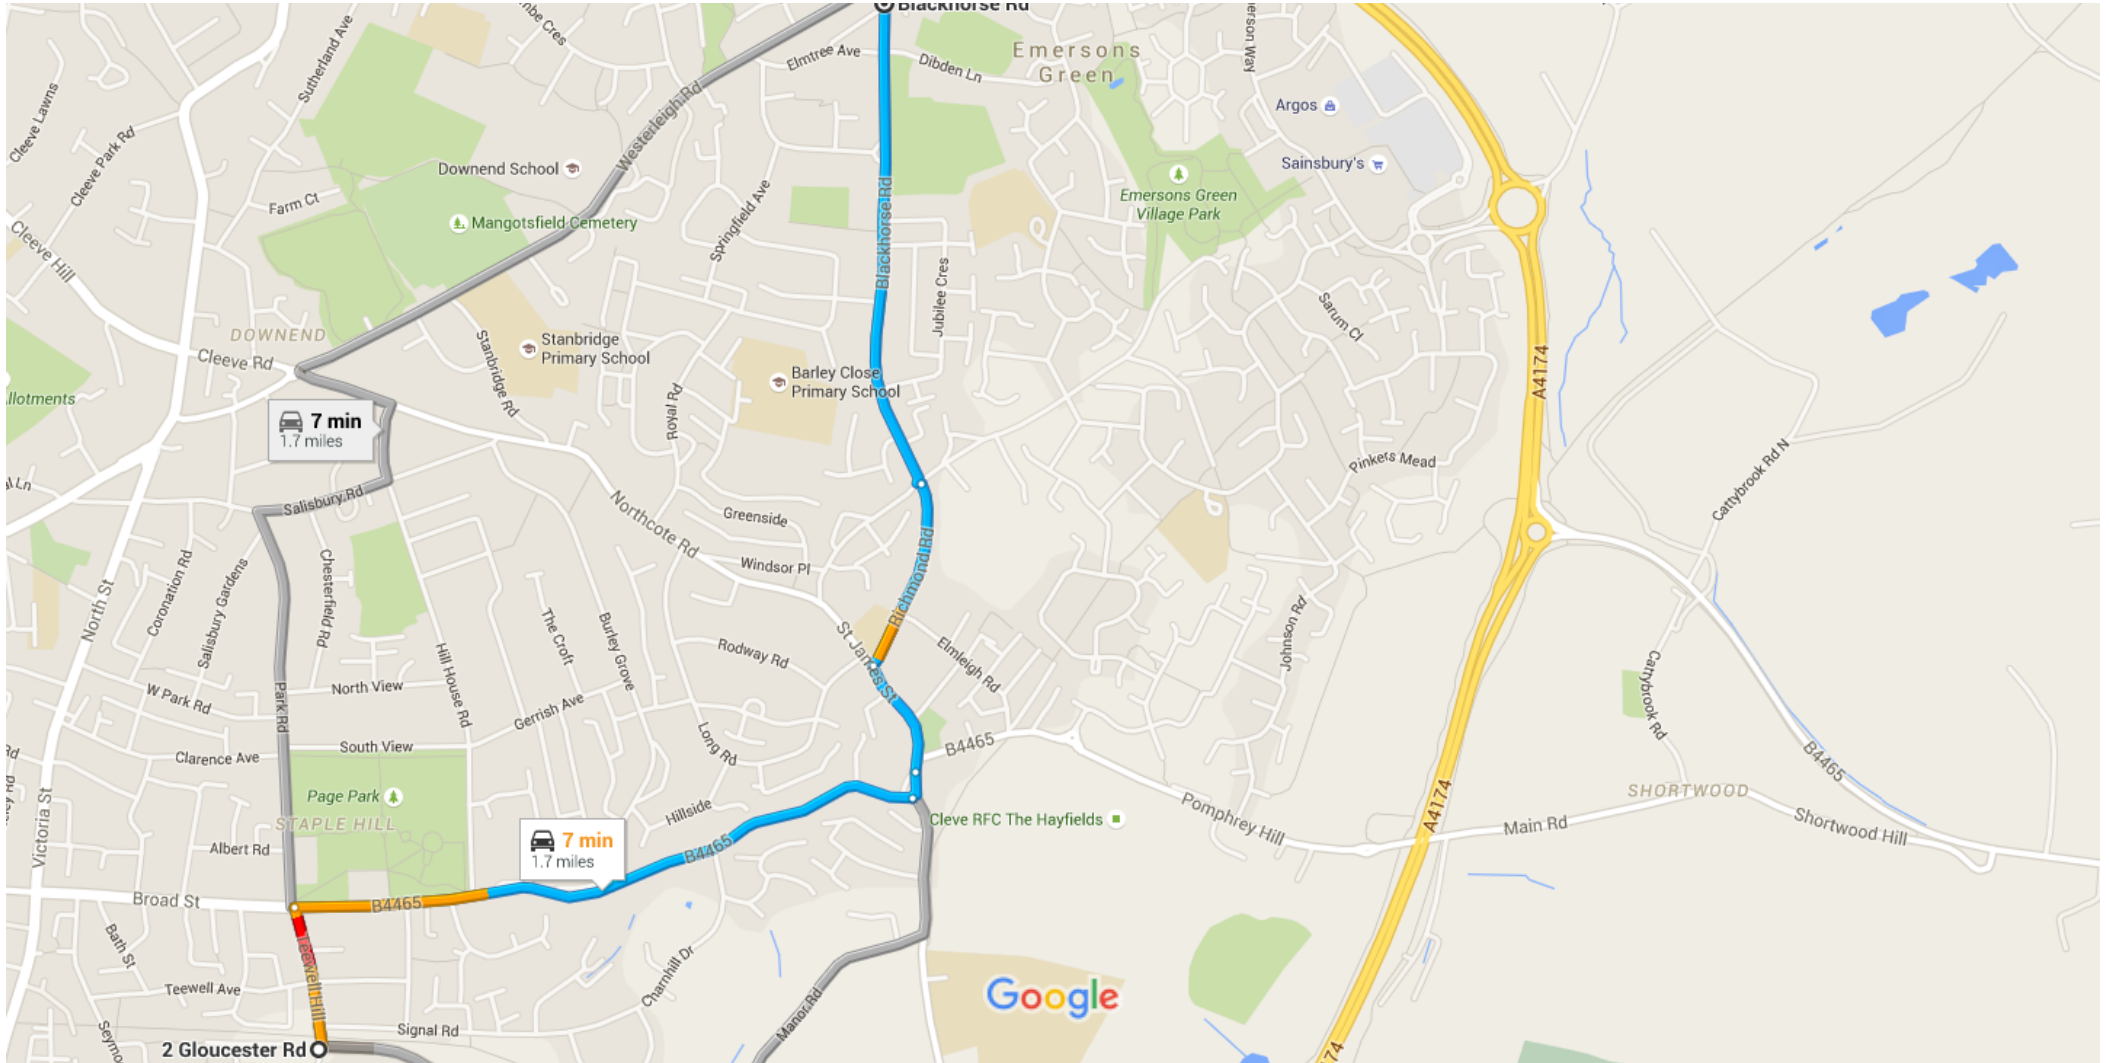 Blackhorse Rd
Sutherland Ave
Elmtree Ave
Dibden Ln
Emersons
Green
Cleeve Lawns
Cleeve Park Rd
Westerleigh Rd
Argos
Downend School
Sainsbury's
Farm Ct
Mangotsfield Cemetery
Springfield Ave
Blackhorse Rd
Emersons Green
Village Park
Cleeve Hill
Jubilee Cres
Sarum Cl
DOWNEND
Cleeve Rd
Stanbridge
Primary School
Stanbridge Rd
Barley Close
Primary School
A4174
Royal Rd
7 min
1.7 miles
Pinkers Mead
Cattybrook Rd N
Salisbury Rd
Northcote Rd
Greenside
Windsor Pl
Richmond Rd
North St
Coronation Rd
Salisbury Gardens
Chesterfield Rd
The Croft
Burley Grove
St James St
Elmleigh Rd
Johnson Rd
Rodway Rd
Cattybrook Rd
W Park Rd
North View
Park Rd
Hill House Rd
Gerrish Ave
Long Rd
South View
Clarence Ave
B4465
B4465
Page Park
STAPLE HILL
Hillside
Cleve RFC The Hayfields
Pomphrey Hill
A4174
SHORTWOOD
Main Rd
Shortwood Hill
Victoria St
Albert Rd
7 min
1.7 miles
B4465
Broad St
B4465
Bath St
Teewell Hill
Teewell Ave
Charnhill Dr
Manor Rd
Google
Signal Rd
2 Gloucester Rd